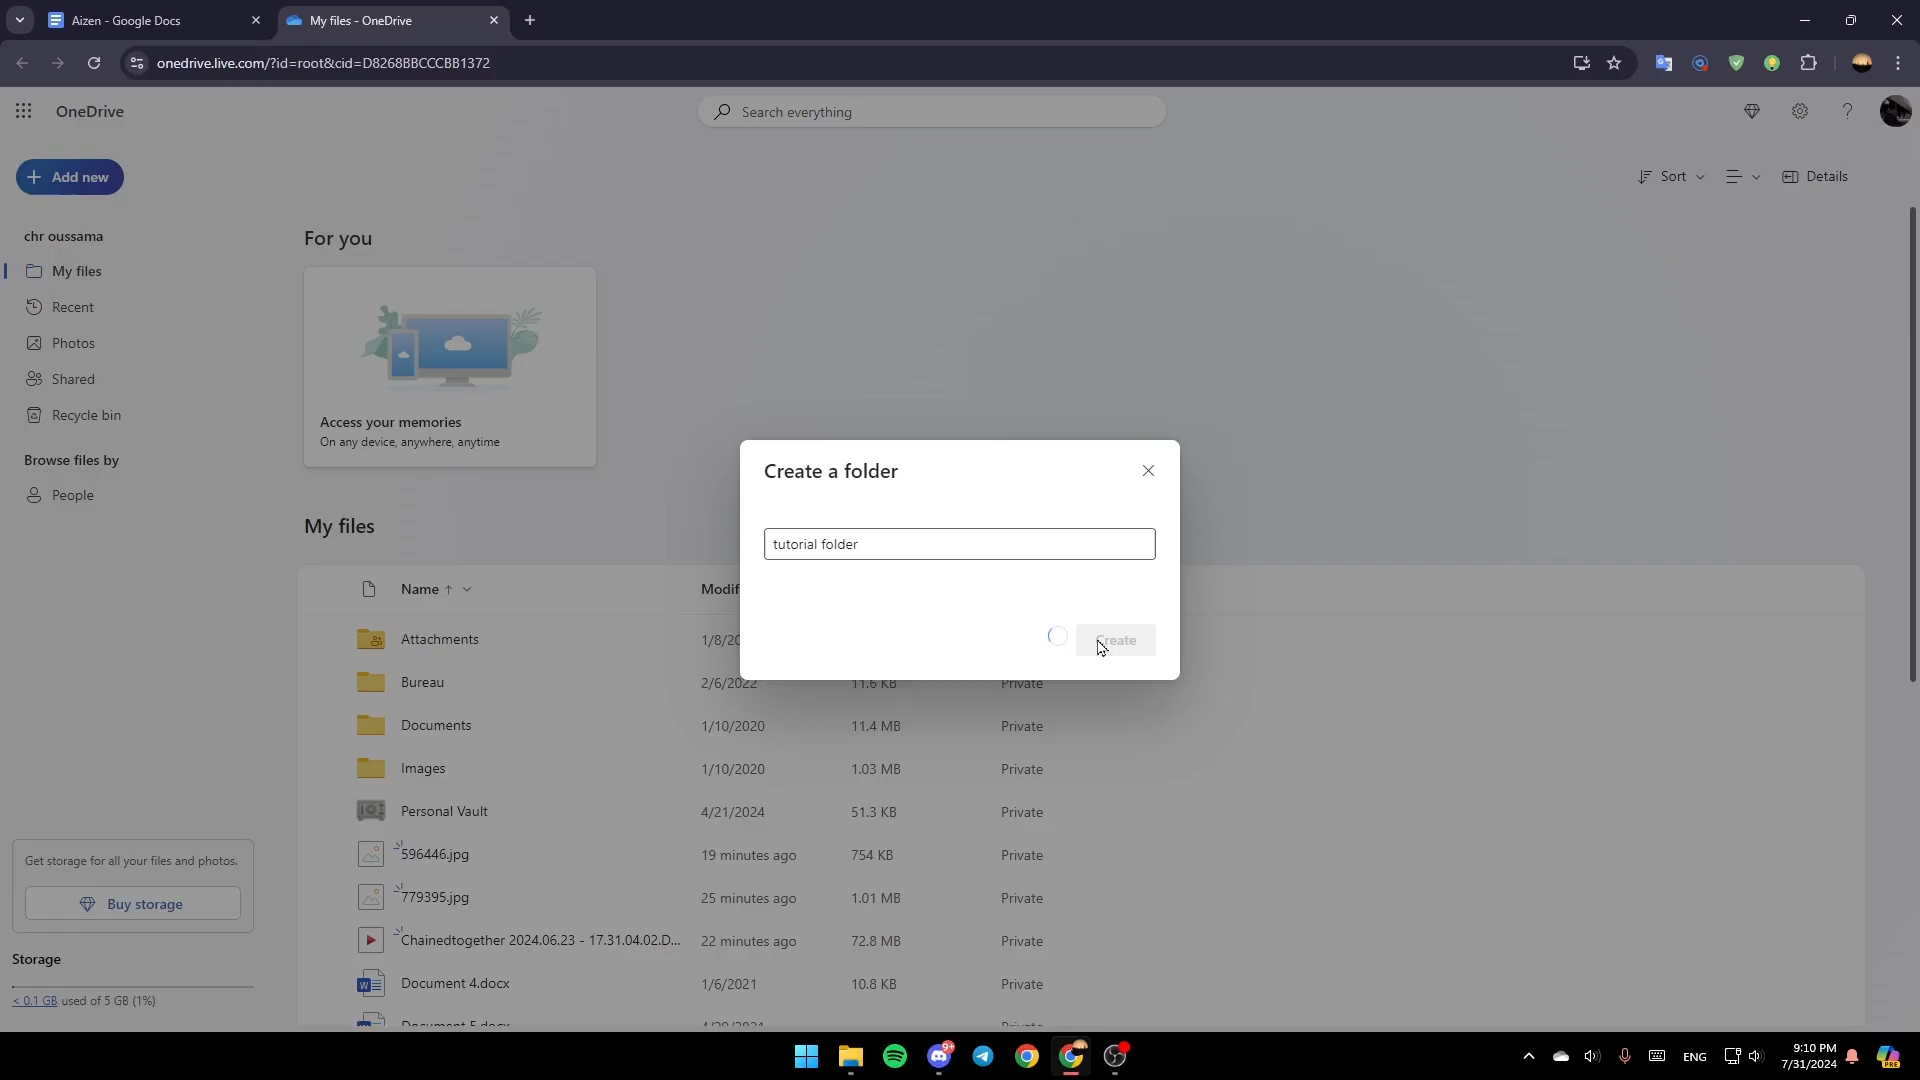 Aizen - Google Docs
My files - OneDrive
onedrive.live.com/?id=root&cid=D8268BBCCCBB1372
OneDrive
Search everything
Add new
Sort
Details
chr oussama
My files
Recent
Photos
Shared
Recycle bin
Browse files by
People
For you
Access your memories
On any device, anywhere, anytime
Create a folder
tutorial folder
Create
My files
Name
Attachments
Bureau 2/6/2022 11.6 KB Private
Documents 1/10/2020 11.4 MB Private
Images 1/10/2020 1.03 MB Private
Personal Vault 4/21/2024 51.3 KB Private
596446.jpg 19 minutes ago 754 KB Private
779395.jpg 25 minutes ago 1.01 MB Private
Chainedtogether 2024.06.23 - 17.31.04.02.D... 22 minutes ago 72.8 MB Private
Document 4.docx 1/6/2021 10.8 KB Private
Get storage for all your files and photos.
Buy storage
Storage
< 0.1 GB used of 5 GB (1%)
9+
ENG
9:10 PM
7/31/2024
PRE